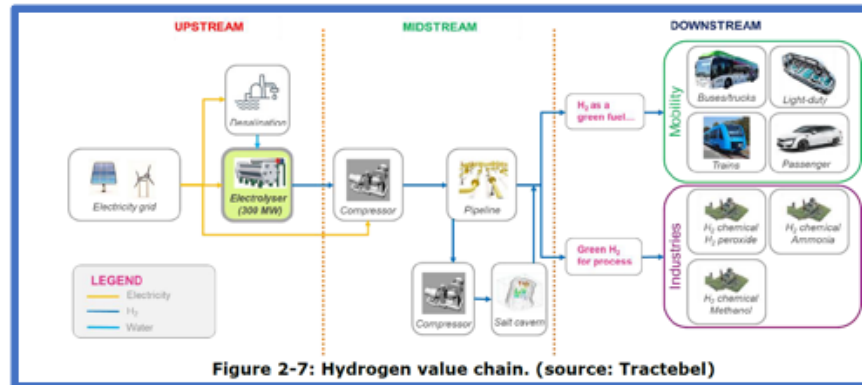 UPSTREAM
MIDSTREAM
DOWNSTREAM
Desalination
Electricity grid
Electrolyser
(309 MW)
Compressor
Pipeline
Compressor
Salt cavern
H₂ as a
green fuel...
Green H₂
for process
Mobility
Buses/trucks
Light-duty
Trains
Passenger
Industries
H₂ chemical
H₂ peroxide
H₂ chemical
Ammonia
H₂ chemical
Methanol
LEGEND
Electricity
H₂
Water
Figure 2-7: Hydrogen value chain. (source: Tractebel)